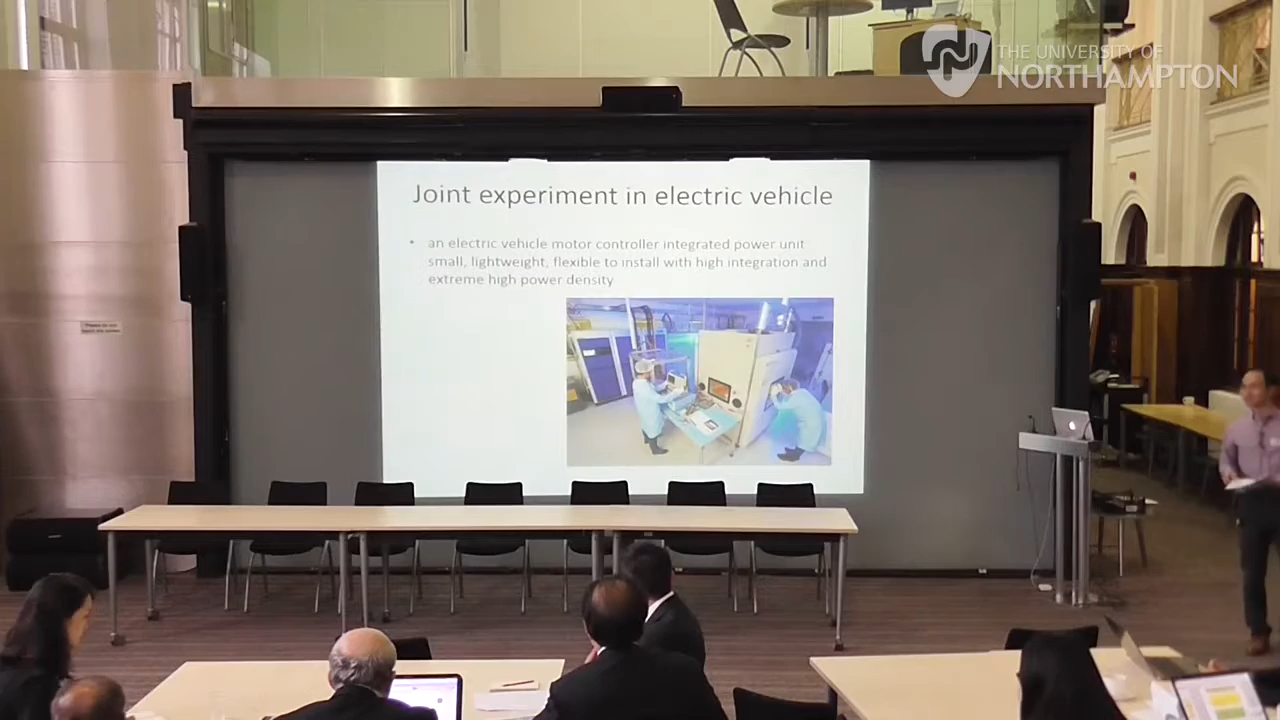 THE UNIVERSITY OF
NORTHAMPTON
Joint experiment in electric vehicle
• an electric vehicle motor controller integrated power unit
small, lightweight, flexible to install with high integration and
extreme high power density